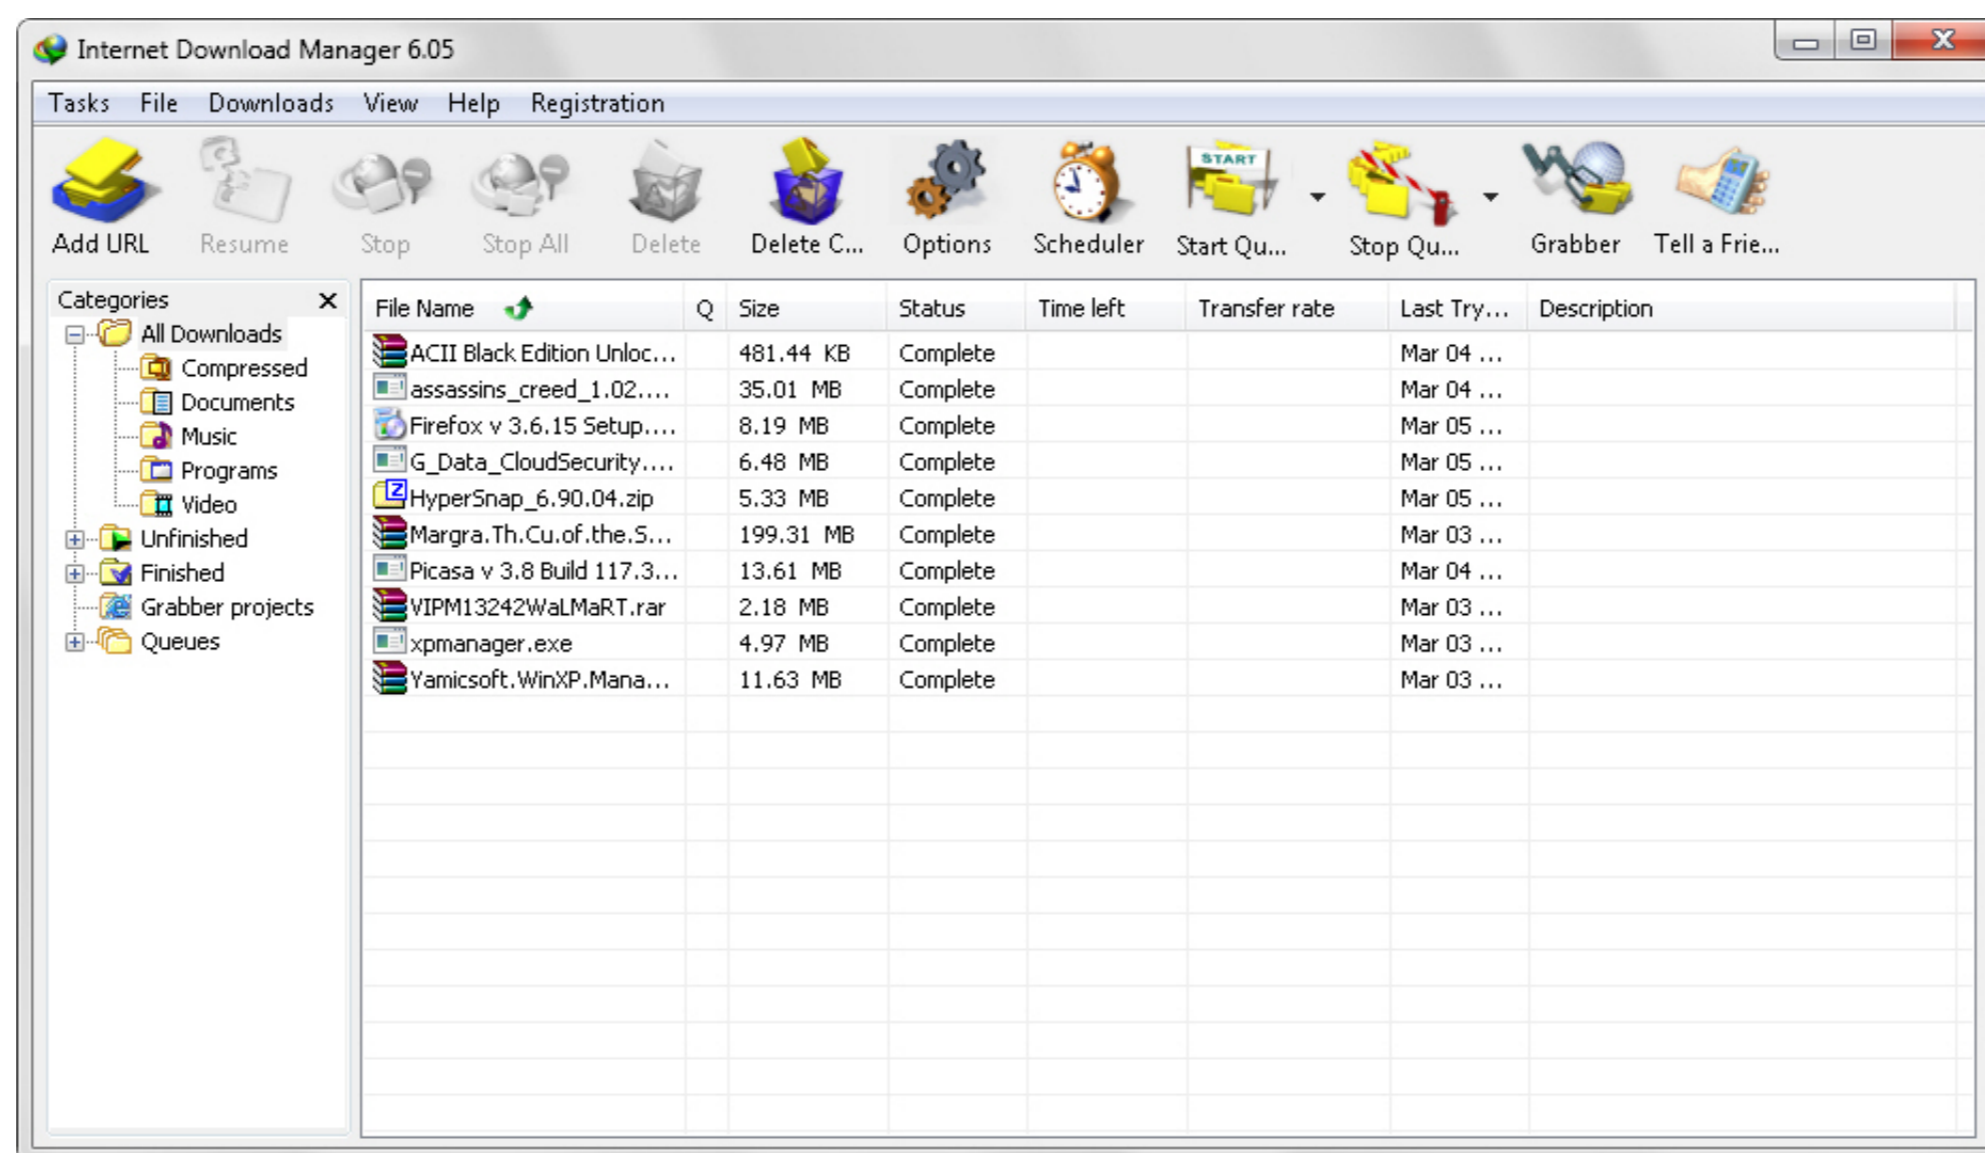 Internet Download Manager 6.05
Tasks File Downloads View Help Registration
START
Add URL Resume Stop Stop All Delete Delete C... Options Scheduler Start Qu... Stop Qu... Grabber Tell a Frie...
Categories
All Downloads
Compressed
Documents
Music
Programs
Video
Unfinished
Finished
Grabber projects
Queues
File Name Q Size Status Time left Transfer rate Last Try... Description
ACII Black Edition Unloc... 481.44 KB Complete Mar 04 ...
assassins_creed_1.02.... 35.01 MB Complete Mar 04 ...
Firefox v 3.6.15 Setup.... 8.19 MB Complete Mar 05 ...
G_Data_CloudSecurity.... 6.48 MB Complete Mar 05 ...
HyperSnap_6.90.04.zip 5.33 MB Complete Mar 05 ...
Margra.Th.Cu.of.the.S... 199.31 MB Complete Mar 03 ...
Picasa v 3.8 Build 117.3... 13.61 MB Complete Mar 04 ...
VIPM13242WaLMaRT.rar 2.18 MB Complete Mar 03 ...
xpmanager.exe 4.97 MB Complete Mar 03 ...
Yamicsoft.WinXP.Mana... 11.63 MB Complete Mar 03 ...